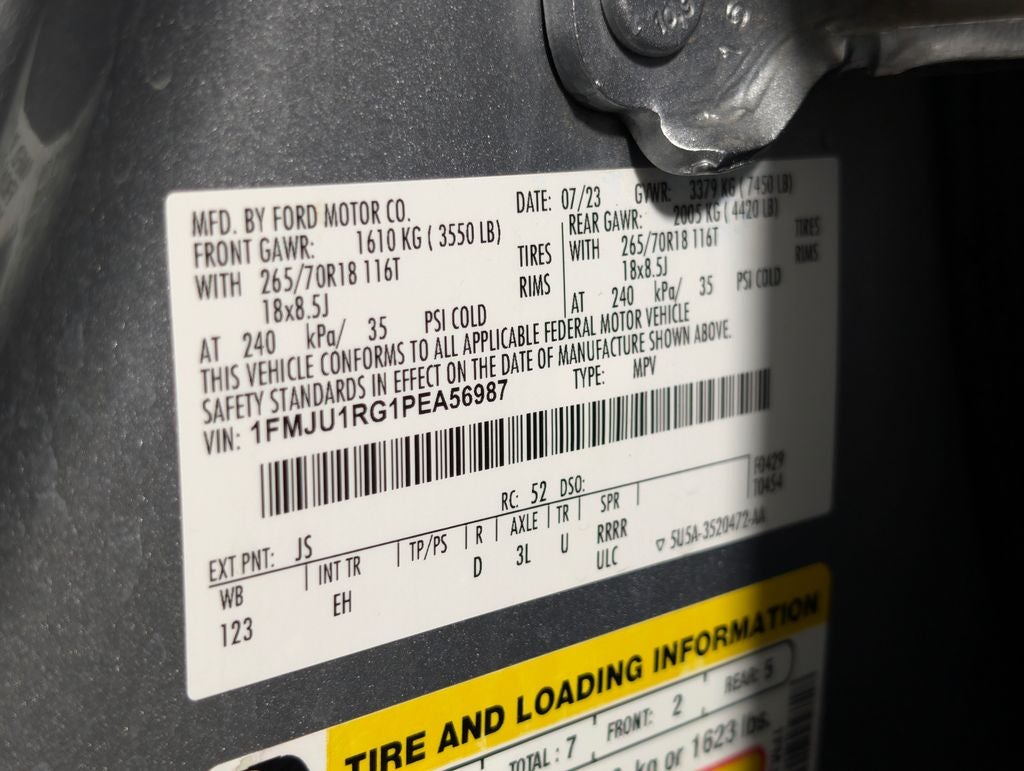 MFD. BY FORD MOTOR CO.
DATE: 07/23 GVWR: 3379 KG ( 7450 LB)
FRONT GAWR: 1610 KG ( 3550 LB)
REAR GAWR: 2005 KG ( 4420 LB)
WITH 265/70R18 116T TIRES
WITH 265/70R18 116T TIRES
18x8.5J RIMS
18x8.5J RIMS
AT 240 kPa/ 35 PSI COLD
AT 240 kPa/ 35 PSI COLD
THIS VEHICLE CONFORMS TO ALL APPLICABLE FEDERAL MOTOR VEHICLE
SAFETY STANDARDS IN EFFECT ON THE DATE OF MANUFACTURE SHOWN ABOVE.
VIN: 1FMJU1RG1PEA56987 TYPE: MPV
F0429
T0454
EXT PNT: JS RC: 52 DSO:
WB INT TR TP/PS R AXLE TR SPR
123 EH D 3L U RRRR
ULC ▽ 5U5A-3520472-AA
TIRE AND LOADING INFORMATION
TOTAL: 7 FRONT: 2 REAR: 5
kg or 1623 lbs.